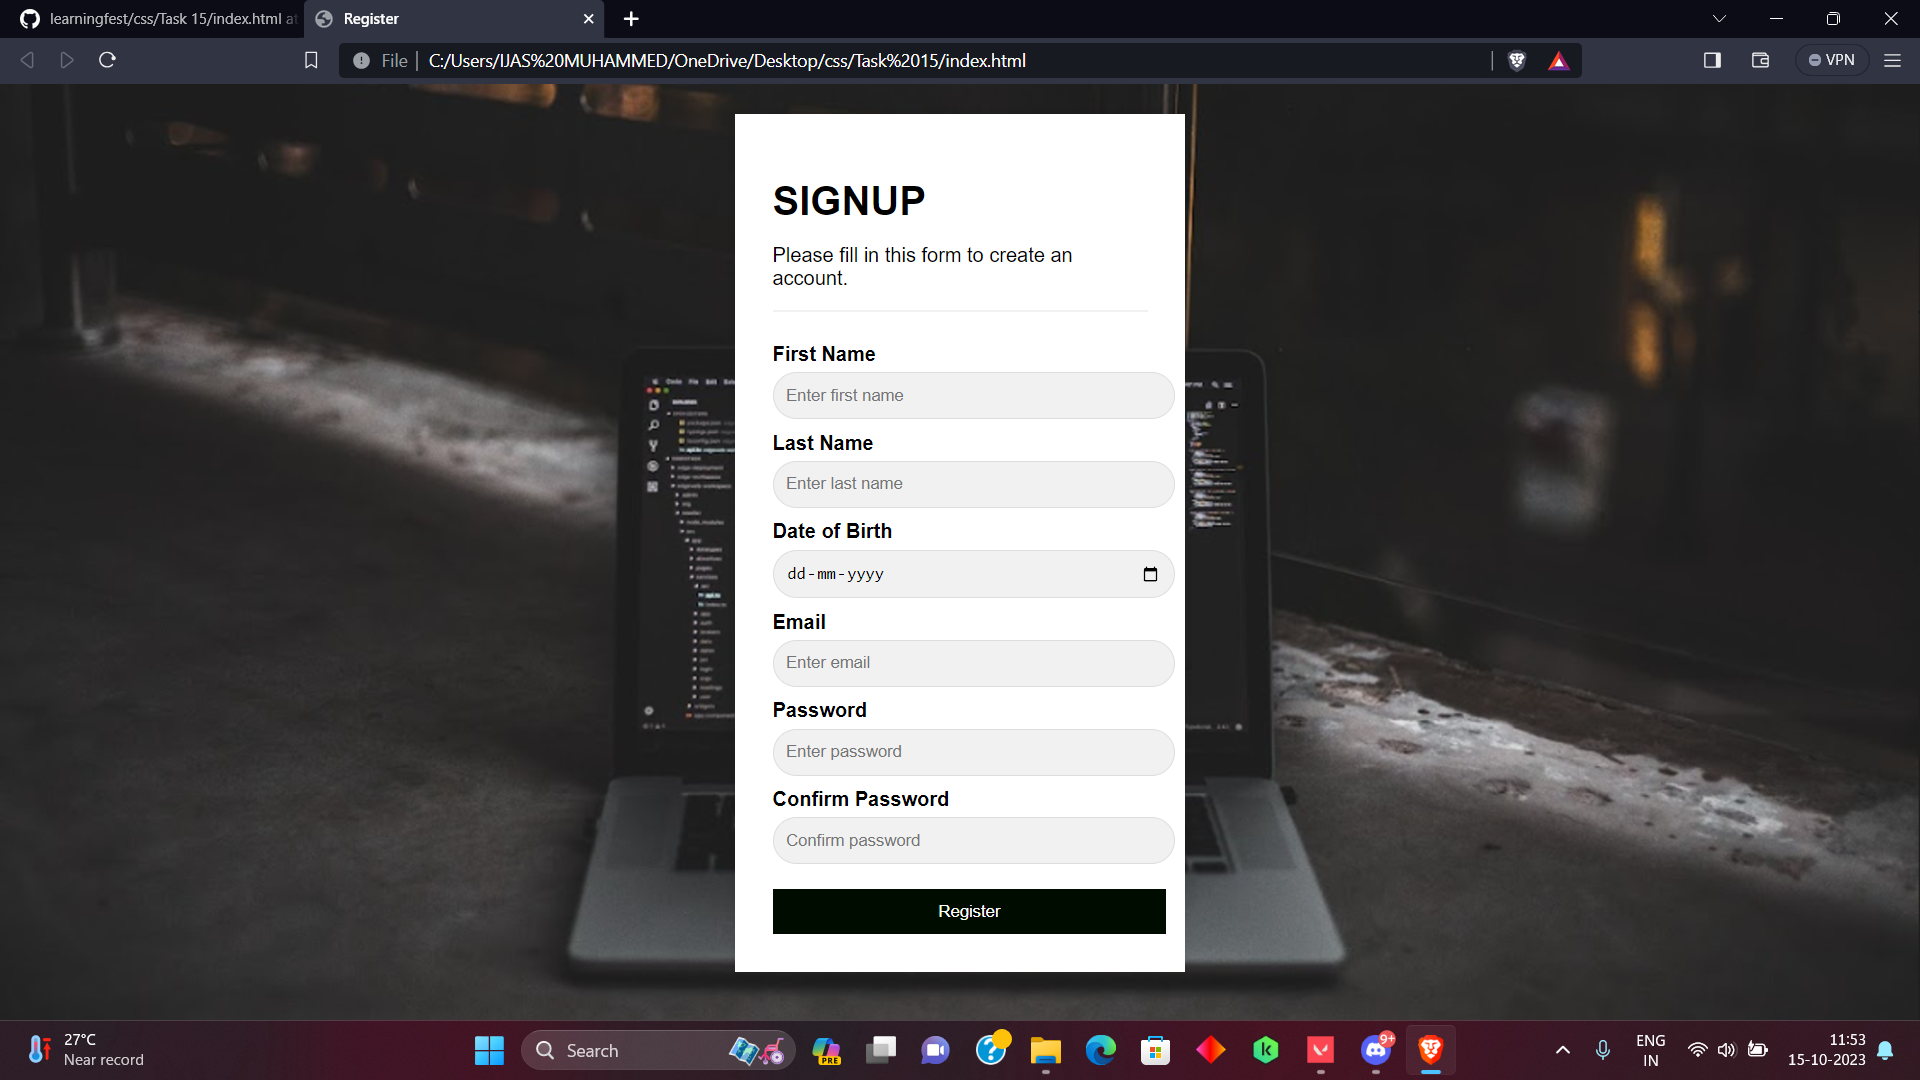 learningfest/css/Task 15/index.html at
Register
File
C:/Users/IJAS%20MUHAMMED/OneDrive/Desktop/css/Task%2015/index.html
VPN
SIGNUP
Please fill in this form to create an
account.
First Name
Enter first name
Last Name
Enter last name
Date of Birth
dd-mm-yyyy
Email
Enter email
Password
Enter password
Confirm Password
Confirm password
Register
27°C
Near record
Search
PRE
9+
ENG
IN
11:53
15-10-2023